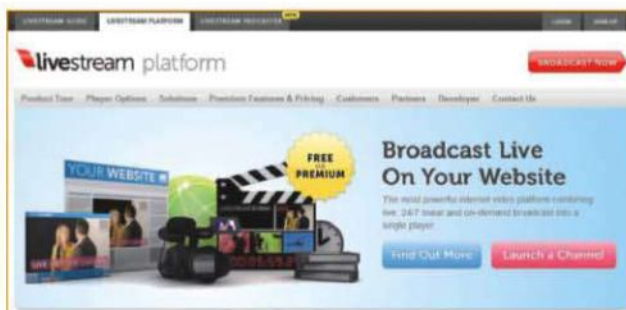 LIVESTREAM GUIDE LIVESTREAM PLATFORM LIVESTREAM PROCASTER NEW LOGIN SIGN UP
livestream platform
BROADCAST NOW
Product Tour Player Options Solutions Premium Features & Pricing Customers Partners Developer Contact Us
YOUR WEBSITE
FREE
PREMIUM
Broadcast Live
On Your Website
The most powerful internet video platform combining
live, 24/7 linear and on-demand broadcast into a
single player
Find Out More Launch a Channel